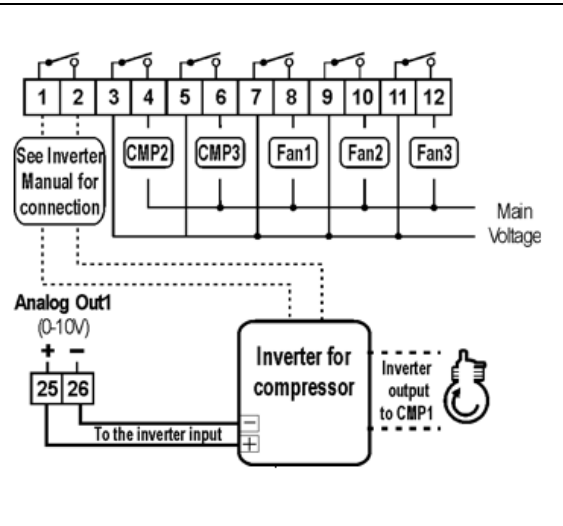 1 2 3 4 5 6 7 8 9 10 11 12
See Inverter
Manual for
connection
CMP2 CMP3 Fan1 Fan2 Fan3
Main
Voltage
Analog Out1
(0-10V)
+ −
25 26
To the inverter input
−
+
Inverter for
compressor
Inverter
output
to CMP1